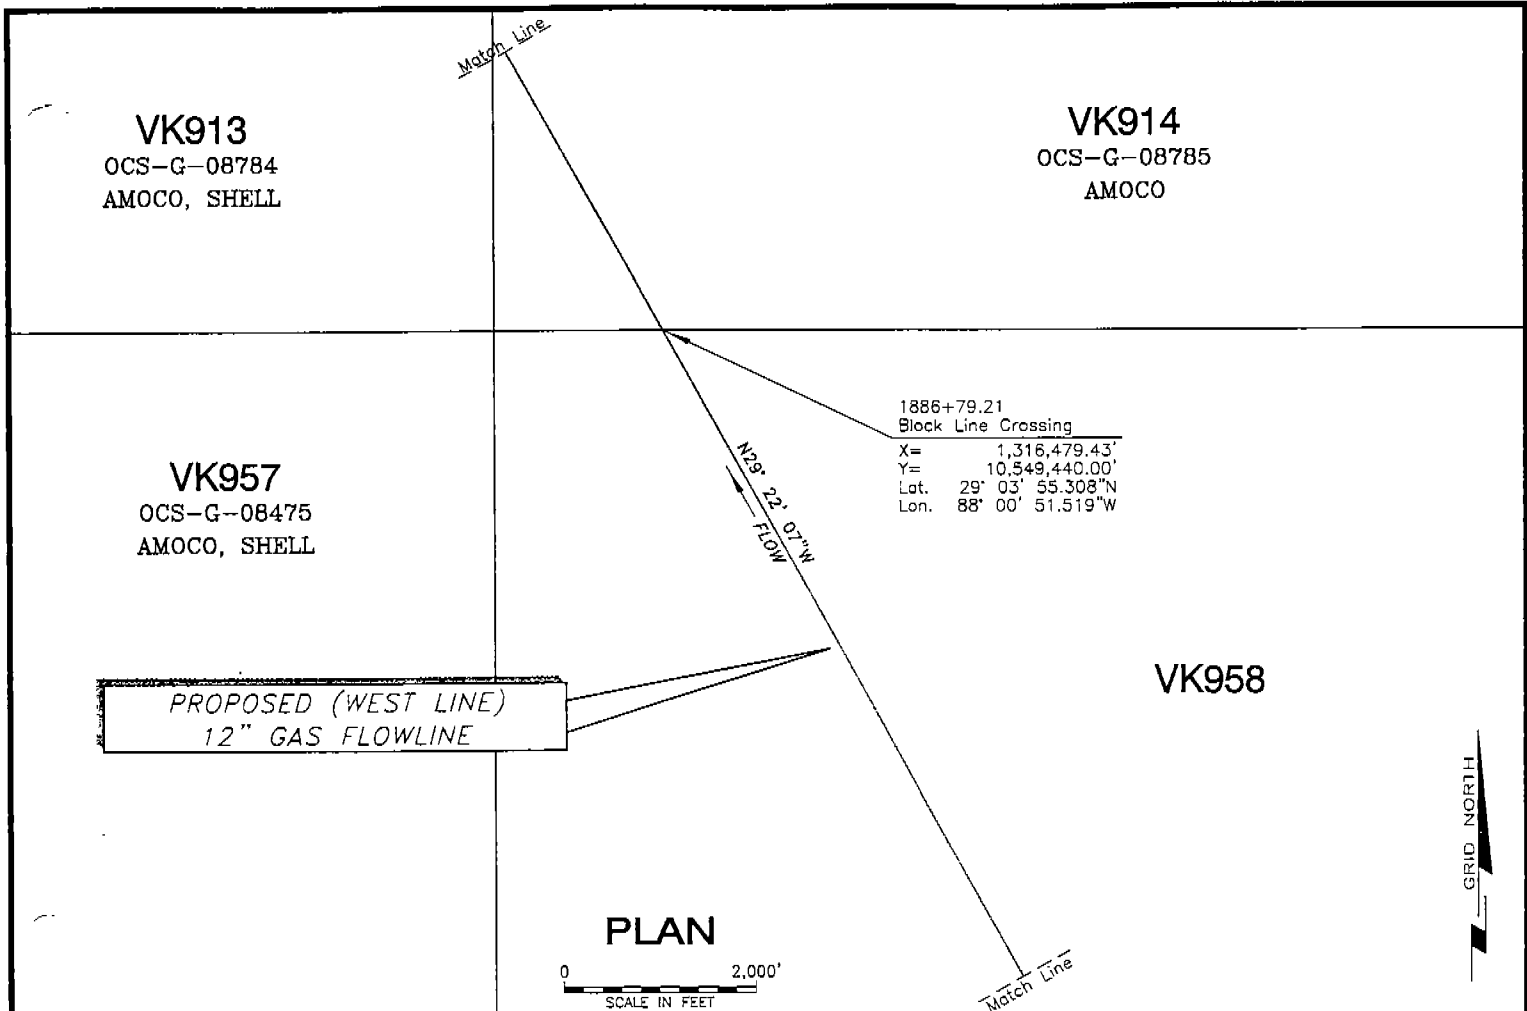 Match Line
VK913
OCS-G-08784
AMOCO, SHELL
VK914
OCS-G-08785
AMOCO
1886+79.21
Block Line Crossing
X= 1,316,479.43'
Y= 10,549,440.00'
Lat. 29° 03' 55.308"N
Lon. 88° 00' 51.519"W
N29° 22' 07"W
FLOW
VK957
OCS-G-08475
AMOCO, SHELL
PROPOSED (WEST LINE)
12" GAS FLOWLINE
VK958
GRID NORTH
PLAN
0 2,000'
SCALE IN FEET
Match Line